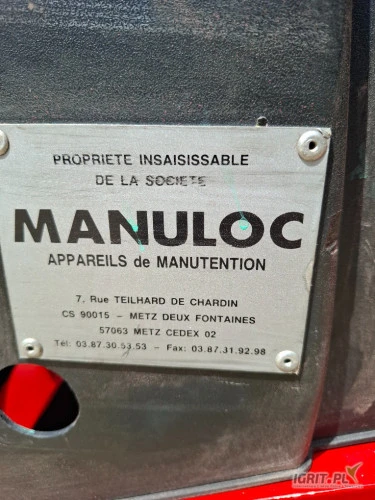 PROPRIETE INSAISISSABLE
DE LA SOCIETE
MANULOC
APPAREILS de MANUTENTION
7, Rue TEILHARD DE CHARDIN
CS 90015 - METZ DEUX FONTAINES
57063 METZ CEDEX 02
Tél: 03.87.30.53.53 - Fax: 03.87.31.92.98
IGRIT.PL